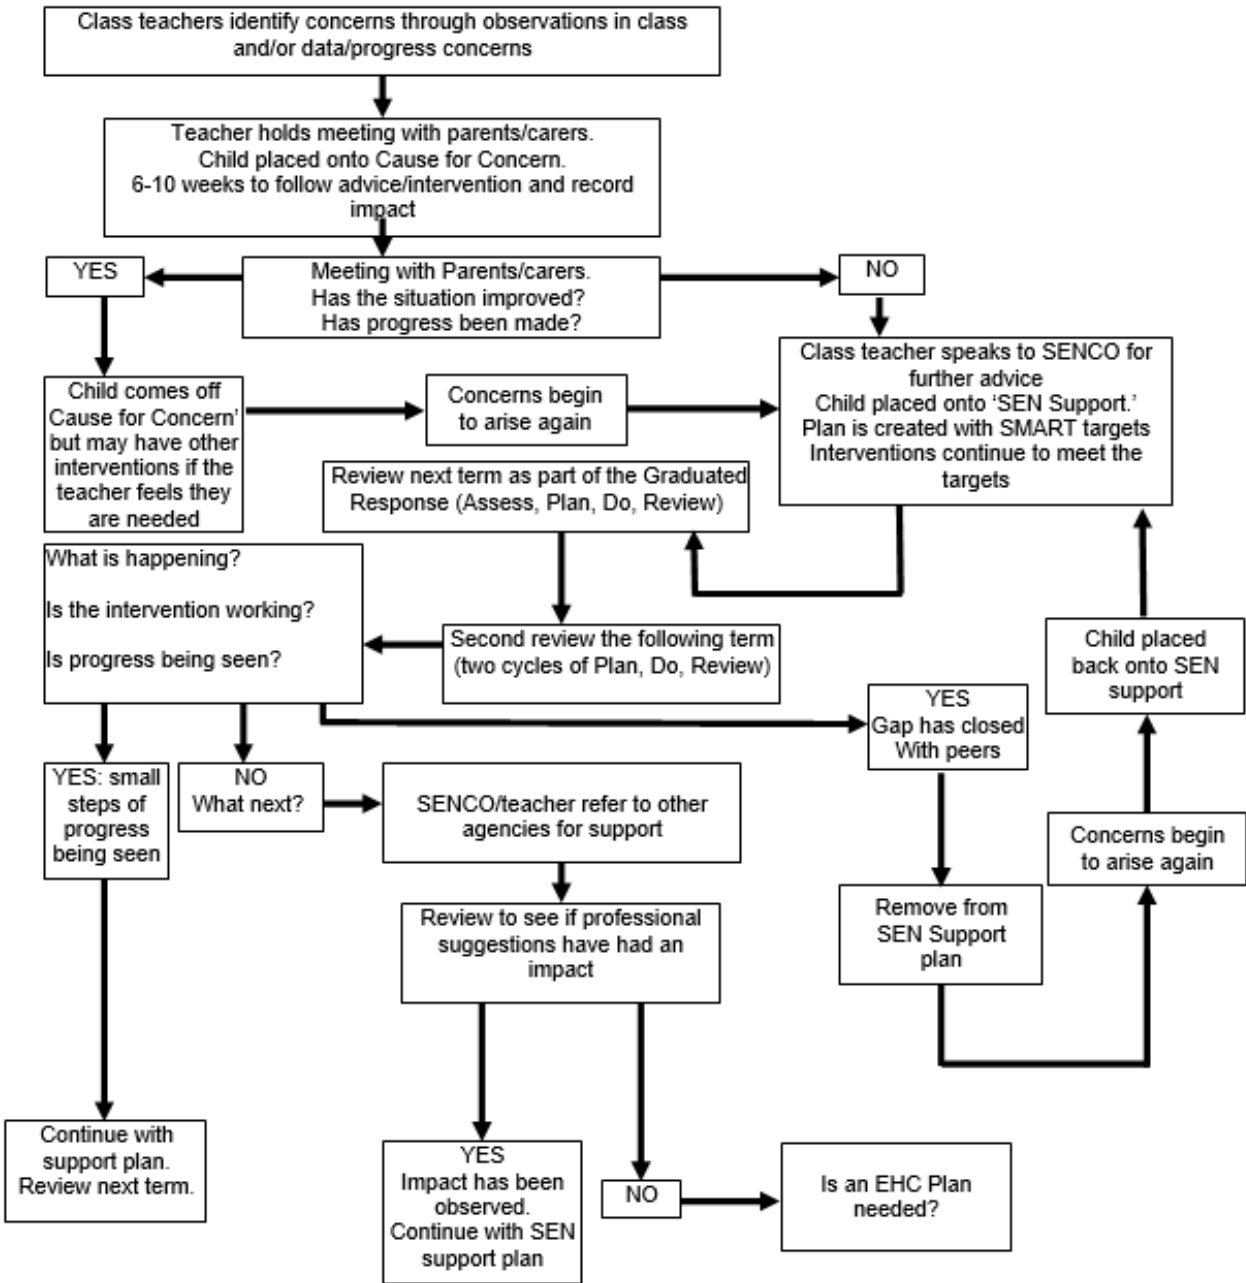 Class teachers identify concerns through observations in class
and/or data/progress concerns
Teacher holds meeting with parents/carers.
Child placed onto Cause for Concern.
6-10 weeks to follow advice/intervention and record
impact
YES
Meeting with Parents/carers.
Has the situation improved?
Has progress been made?
NO
Child comes off
Cause for Concern’
but may have other
interventions if the
teacher feels they
are needed
Concerns begin
to arise again
Class teacher speaks to SENCO for
further advice
Child placed onto ‘SEN Support.’
Plan is created with SMART targets
Interventions continue to meet the
targets
Review next term as part of the Graduated
Response (Assess, Plan, Do, Review)
What is happening?
Is the intervention working?
Is progress being seen?
Second review the following term
(two cycles of Plan, Do, Review)
Child placed
back onto SEN
support
YES
Gap has closed
With peers
YES: small
steps of
progress
being seen
NO
What next?
SENCO/teacher refer to other
agencies for support
Concerns begin
to arise again
Remove from
SEN Support
plan
Review to see if professional
suggestions have had an
impact
Continue with
support plan.
Review next term.
YES
Impact has been
observed.
Continue with SEN
support plan
NO
Is an EHC Plan
needed?